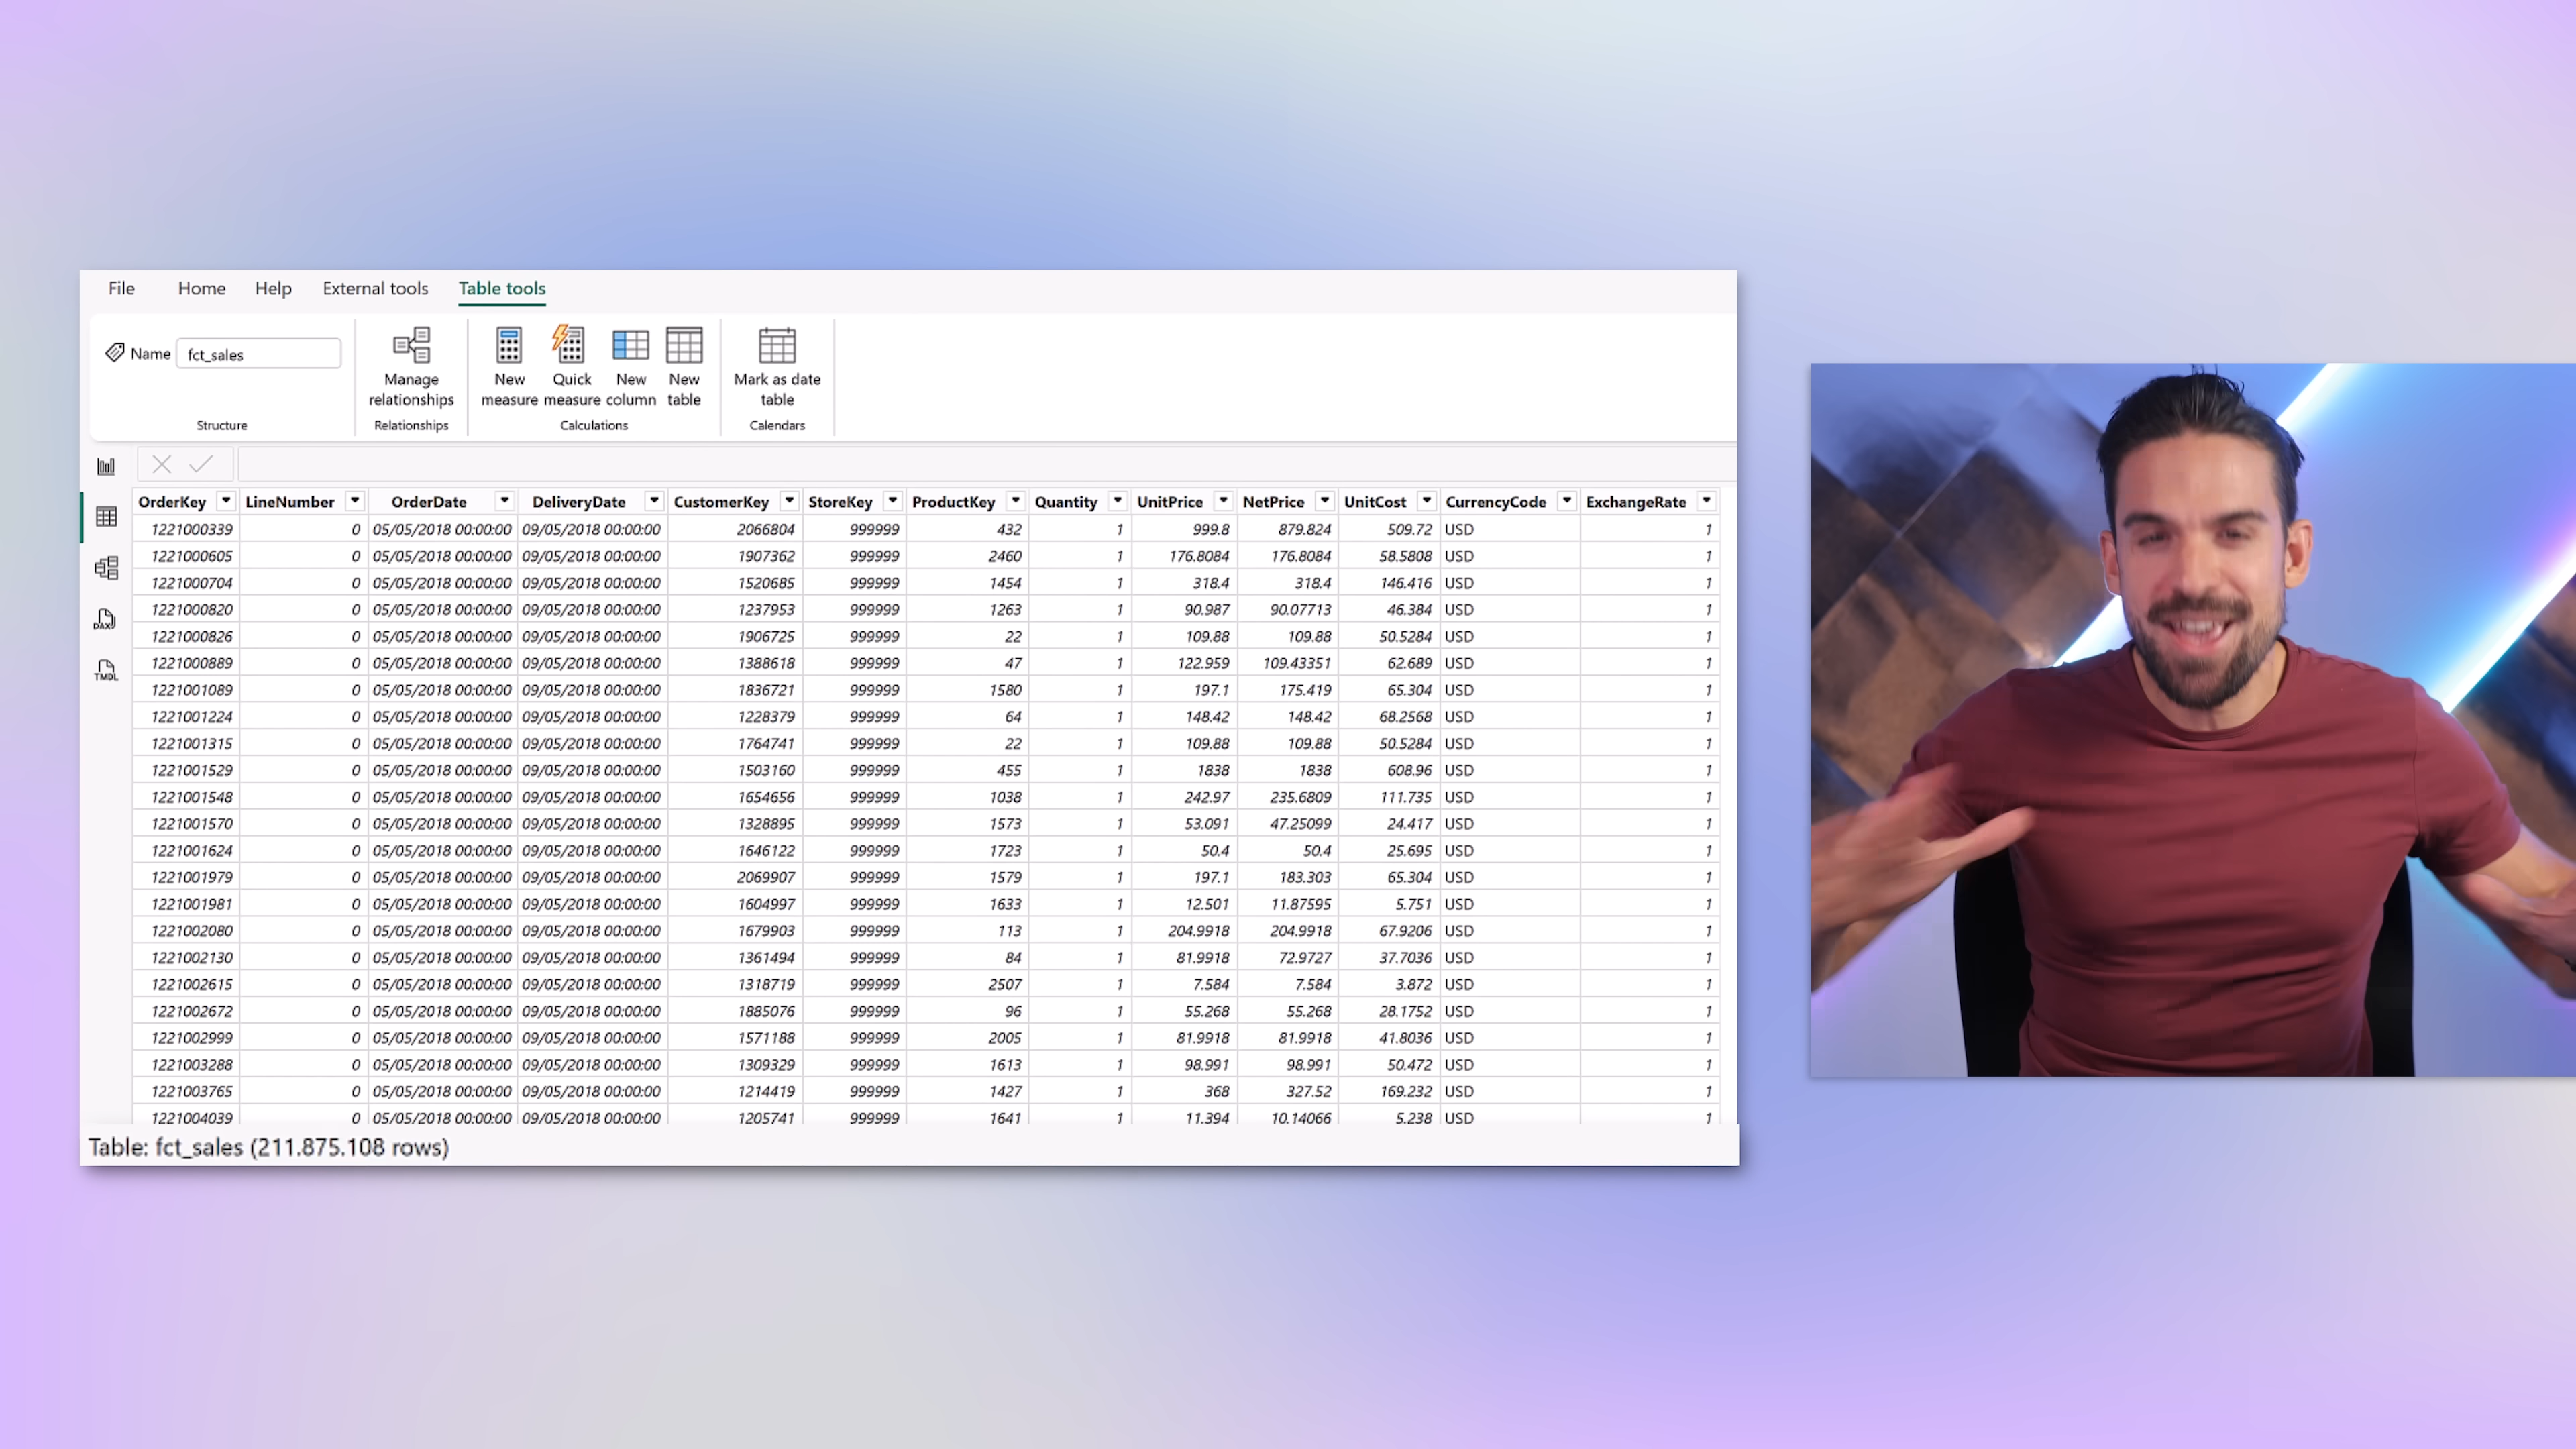 File Home Help External tools Table tools
Name fct_sales
Manage relationships
New measure
Quick measure
New column
New table
Mark as date table
Structure Relationships Calculations Calendars
OrderKey LineNumber OrderDate DeliveryDate CustomerKey StoreKey ProductKey Quantity UnitPrice NetPrice UnitCost CurrencyCode ExchangeRate
1221000339 0 05/05/2018 00:00:00 09/05/2018 00:00:00 2066804 999999 432 1 999.8 879.824 509.72 USD 1
1221000605 0 05/05/2018 00:00:00 09/05/2018 00:00:00 1907362 999999 2460 1 176.8084 176.8084 58.5808 USD 1
1221000704 0 05/05/2018 00:00:00 09/05/2018 00:00:00 1520685 999999 1454 1 318.4 318.4 146.416 USD 1
1221000820 0 05/05/2018 00:00:00 09/05/2018 00:00:00 1237953 999999 1263 1 90.987 90.07713 46.384 USD 1
1221000826 0 05/05/2018 00:00:00 09/05/2018 00:00:00 1906725 999999 22 1 109.88 109.88 50.5284 USD 1
1221000889 0 05/05/2018 00:00:00 09/05/2018 00:00:00 1388618 999999 47 1 122.959 109.43351 62.689 USD 1
1221001089 0 05/05/2018 00:00:00 09/05/2018 00:00:00 1836721 999999 1580 1 197.1 175.419 65.304 USD 1
1221001224 0 05/05/2018 00:00:00 09/05/2018 00:00:00 1228379 999999 64 1 148.42 148.42 68.2568 USD 1
1221001315 0 05/05/2018 00:00:00 09/05/2018 00:00:00 1764741 999999 22 1 109.88 109.88 50.5284 USD 1
1221001529 0 05/05/2018 00:00:00 09/05/2018 00:00:00 1503160 999999 455 1 1838 1838 608.96 USD 1
1221001548 0 05/05/2018 00:00:00 09/05/2018 00:00:00 1654656 999999 1038 1 242.97 235.6809 111.735 USD 1
1221001570 0 05/05/2018 00:00:00 09/05/2018 00:00:00 1328895 999999 1573 1 53.091 47.25099 24.417 USD 1
1221001624 0 05/05/2018 00:00:00 09/05/2018 00:00:00 1646122 999999 1723 1 50.4 50.4 25.695 USD 1
1221001979 0 05/05/2018 00:00:00 09/05/2018 00:00:00 2069907 999999 1579 1 197.1 183.303 65.304 USD 1
1221001981 0 05/05/2018 00:00:00 09/05/2018 00:00:00 1604997 999999 1633 1 12.501 11.87595 5.751 USD 1
1221002080 0 05/05/2018 00:00:00 09/05/2018 00:00:00 1679903 999999 113 1 204.9918 204.9918 67.9206 USD 1
1221002130 0 05/05/2018 00:00:00 09/05/2018 00:00:00 1361494 999999 84 1 81.9918 72.9727 37.7036 USD 1
1221002615 0 05/05/2018 00:00:00 09/05/2018 00:00:00 1318719 999999 2507 1 7.584 7.584 3.872 USD 1
1221002672 0 05/05/2018 00:00:00 09/05/2018 00:00:00 1885076 999999 96 1 55.268 55.268 28.1752 USD 1
1221002999 0 05/05/2018 00:00:00 09/05/2018 00:00:00 1571188 999999 2005 1 81.9918 81.9918 41.8036 USD 1
1221003288 0 05/05/2018 00:00:00 09/05/2018 00:00:00 1309329 999999 1613 1 98.991 98.991 50.472 USD 1
1221003765 0 05/05/2018 00:00:00 09/05/2018 00:00:00 1214419 999999 1427 1 368 327.52 169.232 USD 1
1221004039 0 05/05/2018 00:00:00 09/05/2018 00:00:00 1205741 999999 1641 1 11.394 10.14066 5.238 USD 1
DAX
TMDL
Table: fct_sales (211.875.108 rows)